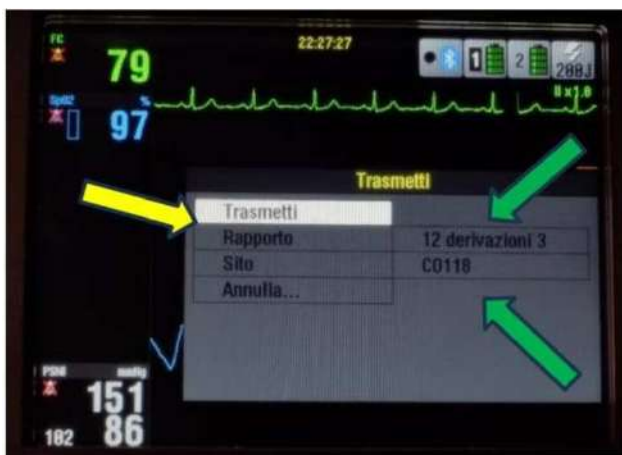 FC
79
22:27:27
1
2
200J
SpO2
%
97
II x1.0
Trasmetti
Trasmetti
Rapporto
12 derivazioni 3
Sito
CO118
Annulla...
PSNI
mmHg
151
102
86